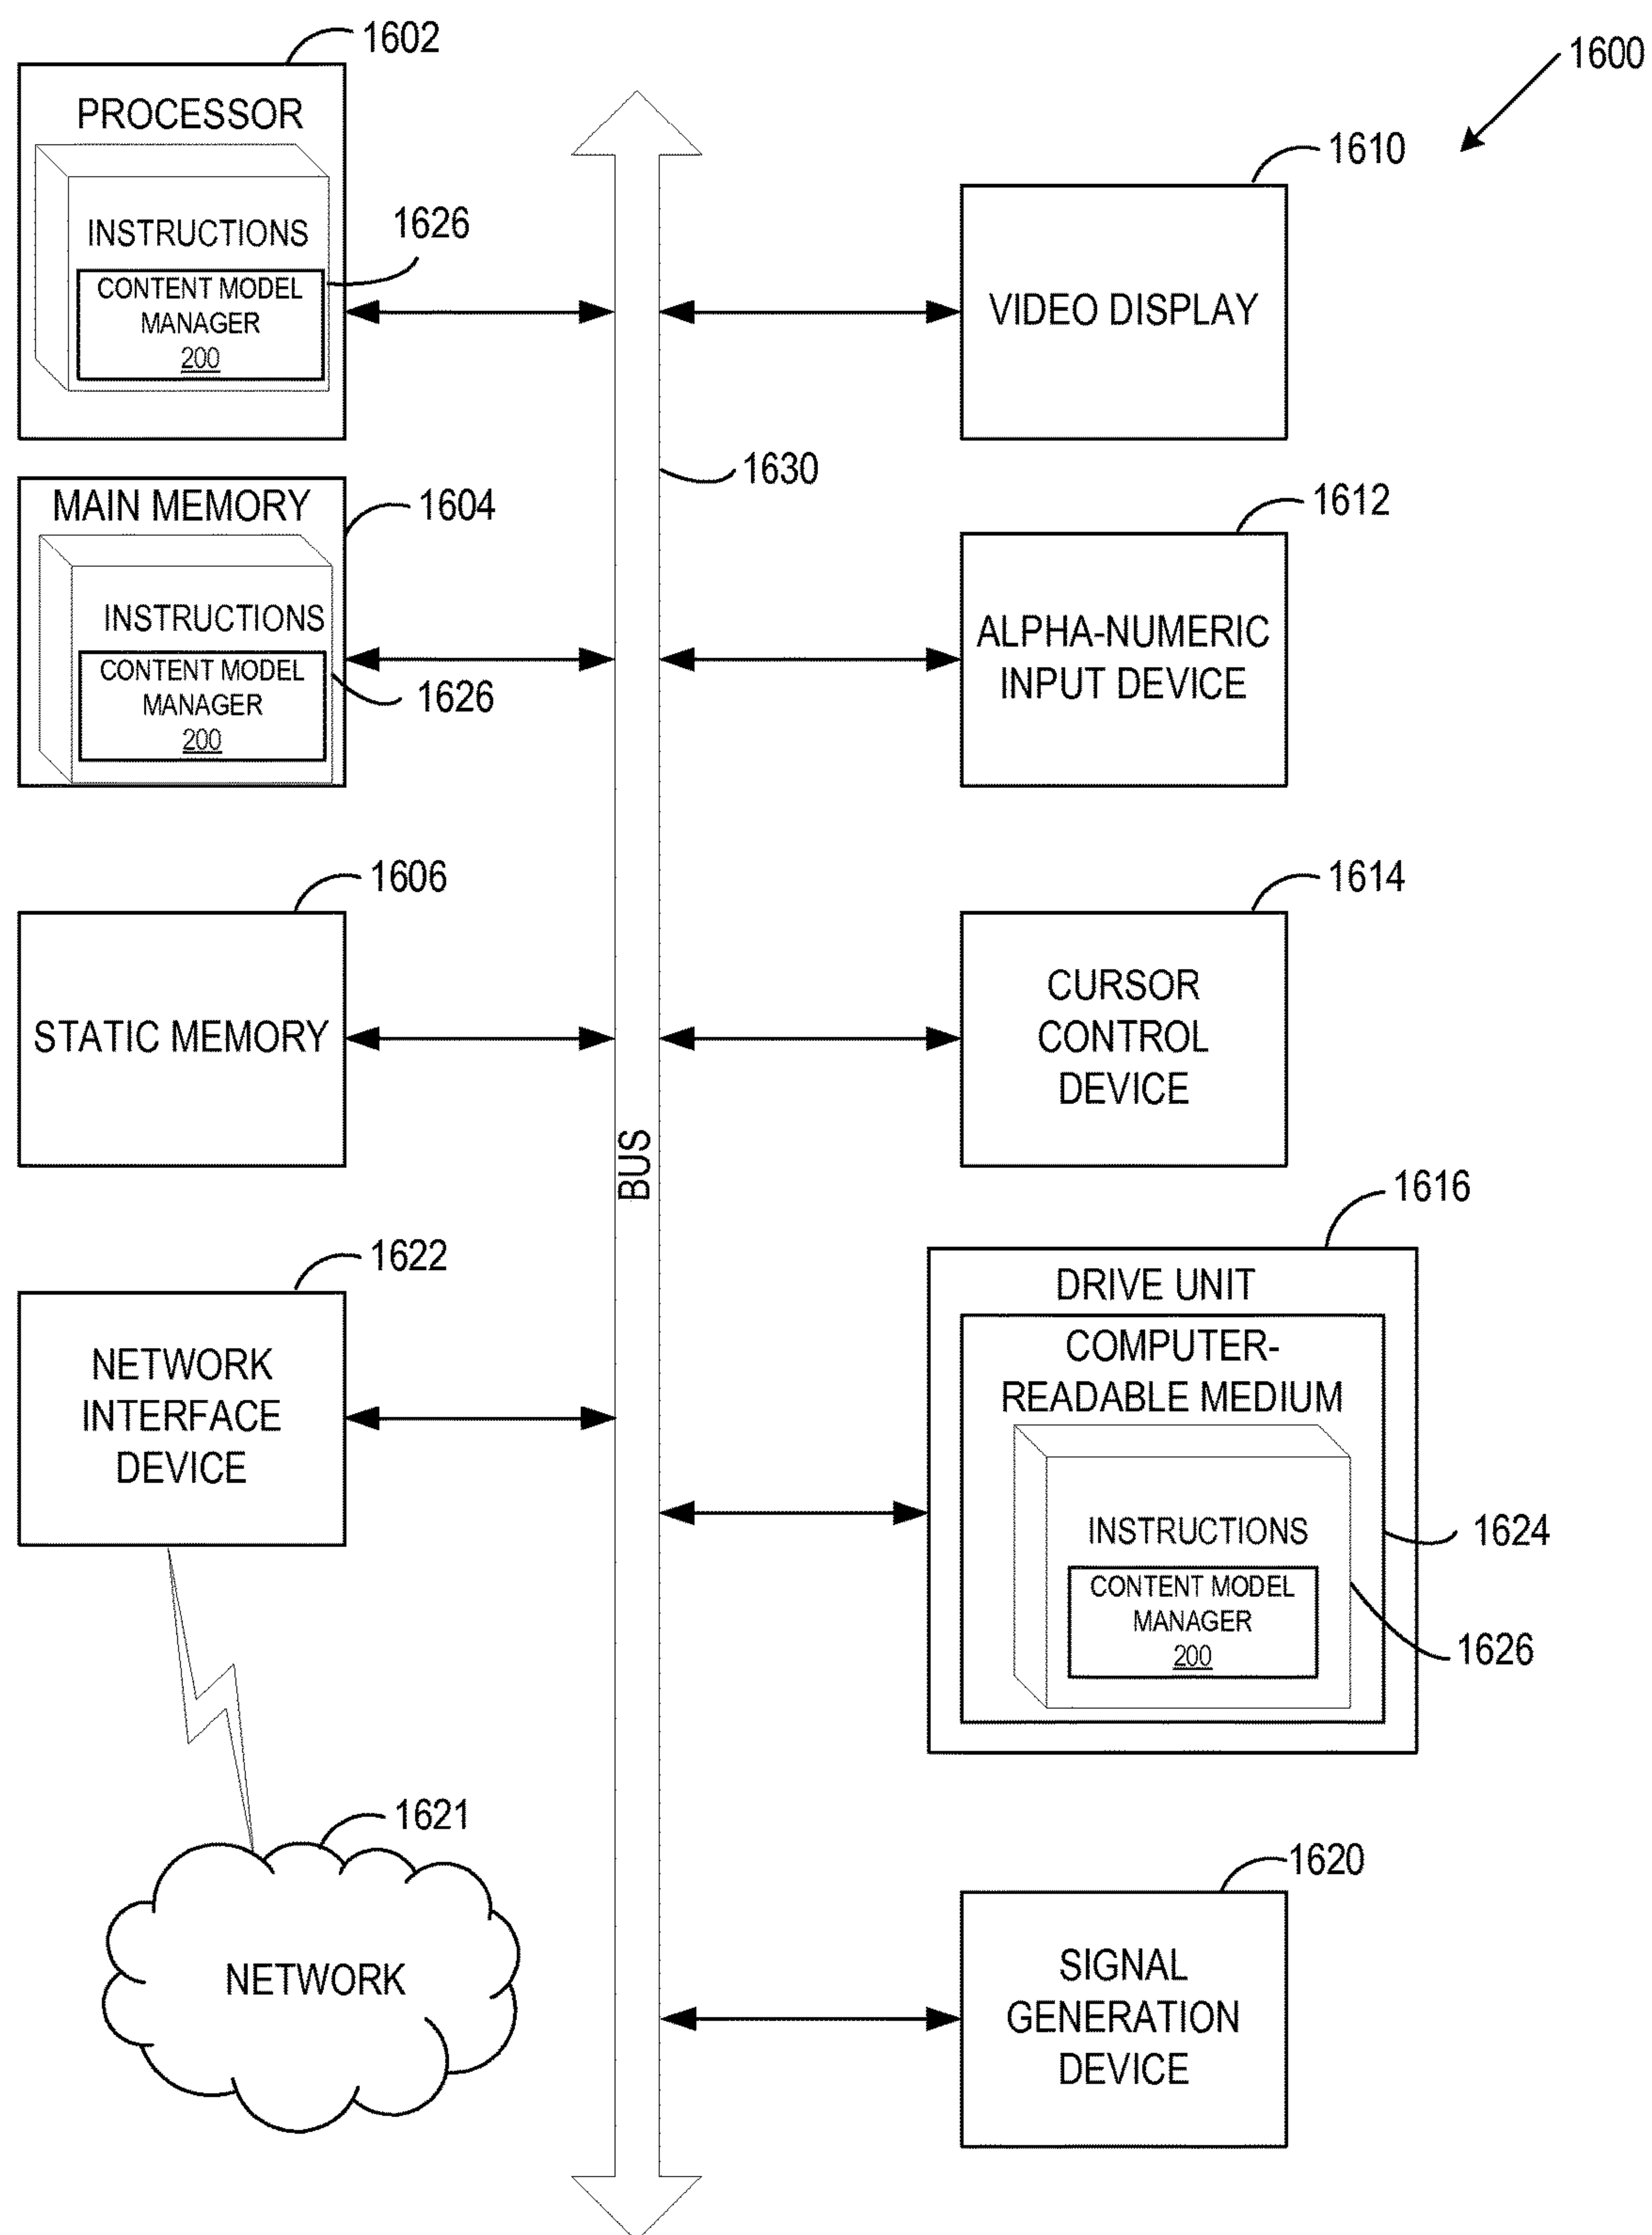 1602
PROCESSOR
INSTRUCTIONS
1626
CONTENT MODEL
MANAGER
200
1600
1610
VIDEO DISPLAY
1630
MAIN MEMORY
1604
INSTRUCTIONS
CONTENT MODEL
MANAGER
1626
200
1612
ALPHA-NUMERIC
INPUT DEVICE
1606
STATIC MEMORY
1614
CURSOR
CONTROL
DEVICE
BUS
1622
NETWORK
INTERFACE
DEVICE
1616
DRIVE UNIT
COMPUTER-
READABLE MEDIUM
INSTRUCTIONS
1624
CONTENT MODEL
MANAGER
200
1626
1621
NETWORK
1620
SIGNAL
GENERATION
DEVICE